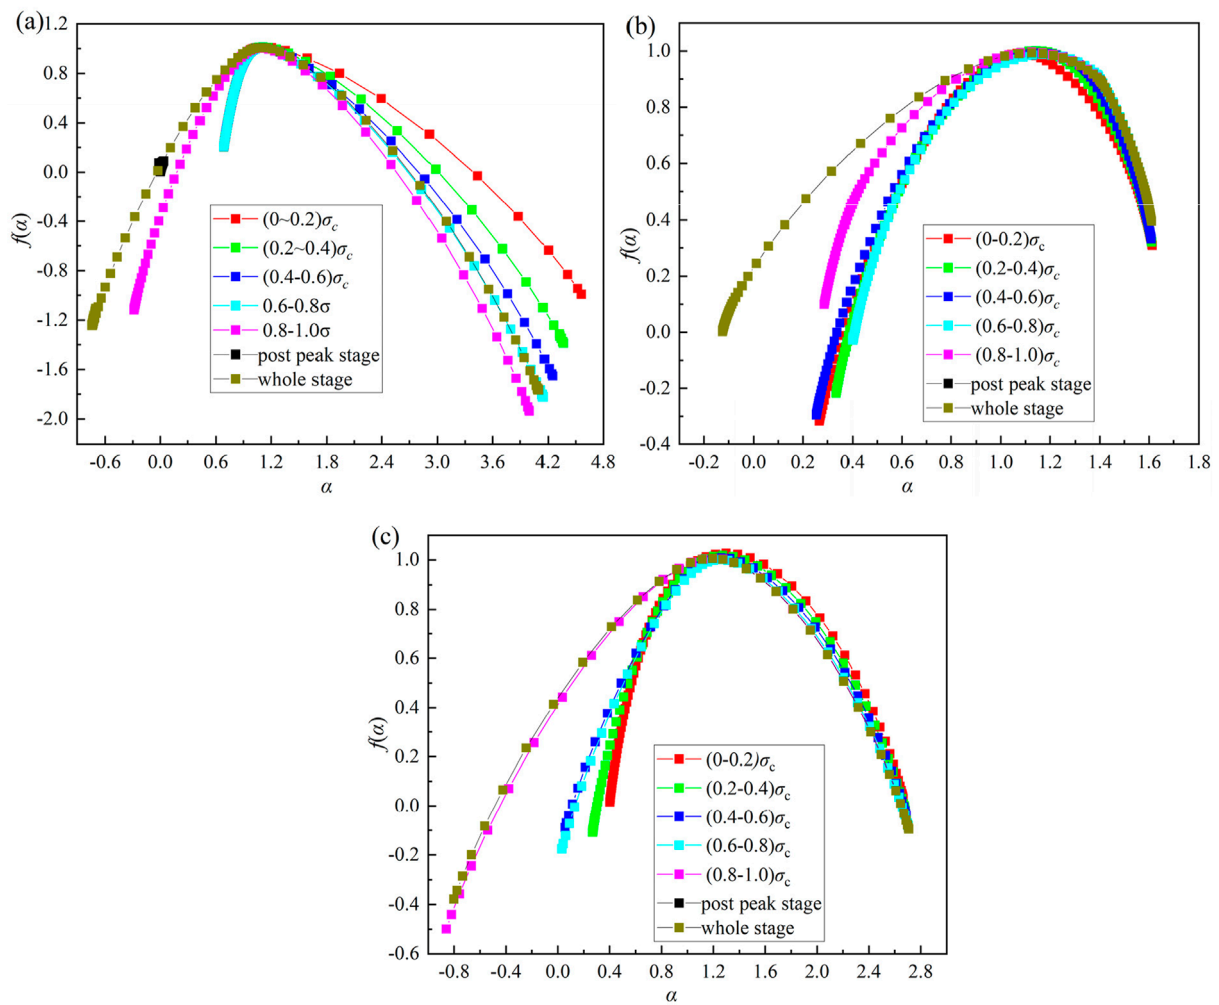 (a)
1.2
0.8
0.4
0.0
-0.4
-0.8
-1.2
-1.6
-2.0
f(α)
(0~0.2)σc
(0.2~0.4)σc
(0.4-0.6)σc
0.6-0.8σ
0.8-1.0σ
post peak stage
whole stage
-0.6 0.0 0.6 1.2 1.8 2.4 3.0 3.6 4.2 4.8
α
(b)
1.0
0.8
0.6
0.4
0.2
0.0
-0.2
-0.4
f(α)
(0-0.2)σc
(0.2-0.4)σc
(0.4-0.6)σc
(0.6-0.8)σc
(0.8-1.0)σc
post peak stage
whole stage
-0.2 0.0 0.2 0.4 0.6 0.8 1.0 1.2 1.4 1.6 1.8
α
(c)
1.0
0.8
0.6
0.4
0.2
0.0
-0.2
-0.4
-0.6
f(α)
(0-0.2)σc
(0.2-0.4)σc
(0.4-0.6)σc
(0.6-0.8)σc
(0.8-1.0)σc
post peak stage
whole stage
-0.8 -0.4 0.0 0.4 0.8 1.2 1.6 2.0 2.4 2.8
α